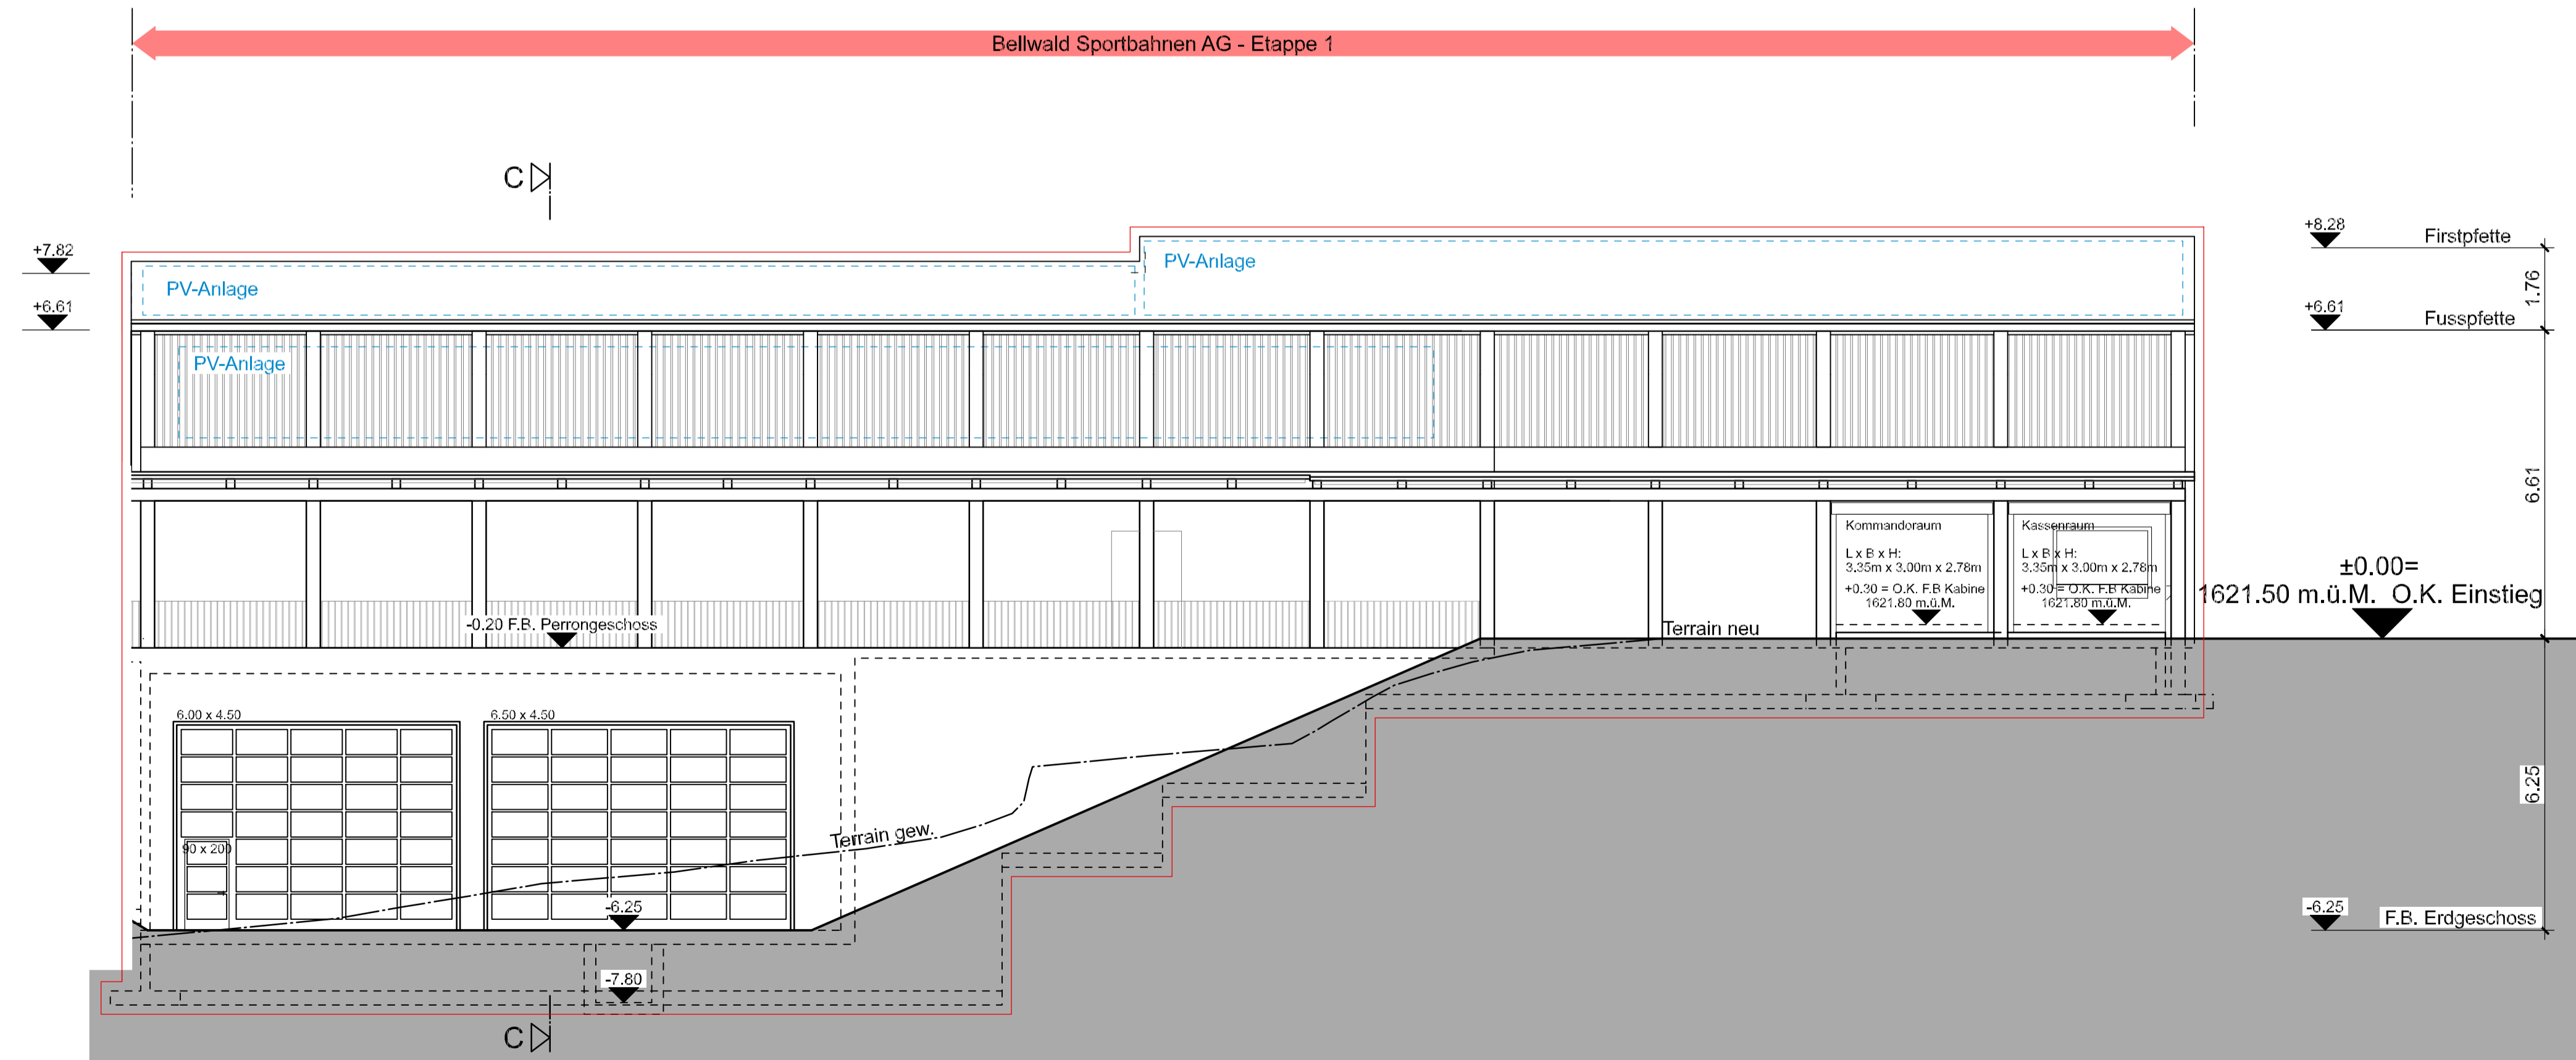 Bellwald Sportbahnen AG - Etappe 1
C
+7.82
+6.61
+8.28
Firstpfette
PV-Anlage
PV-Anlage
1.76
+6.61
Fusspfette
PV-Anlage
6.61
Kommandoraum
L x B x H:
3.35m x 3.00m x 2.78m
+0.30 = O.K. F.B Kabine
1621.80 m.ü.M.
Kassenraum
L x B x H:
3.35m x 3.00m x 2.78m
+0.30 = O.K. F.B Kabine
1621.80 m.ü.M.
±0.00=
1621.50 m.ü.M. O.K. Einstieg
-0.20 F.B. Perrongeschoss
Terrain neu
6.00 x 4.50
6.50 x 4.50
6.25
90 x 200
Terrain gew.
-6.25
-6.25
F.B. Erdgeschoss
-7.80
C